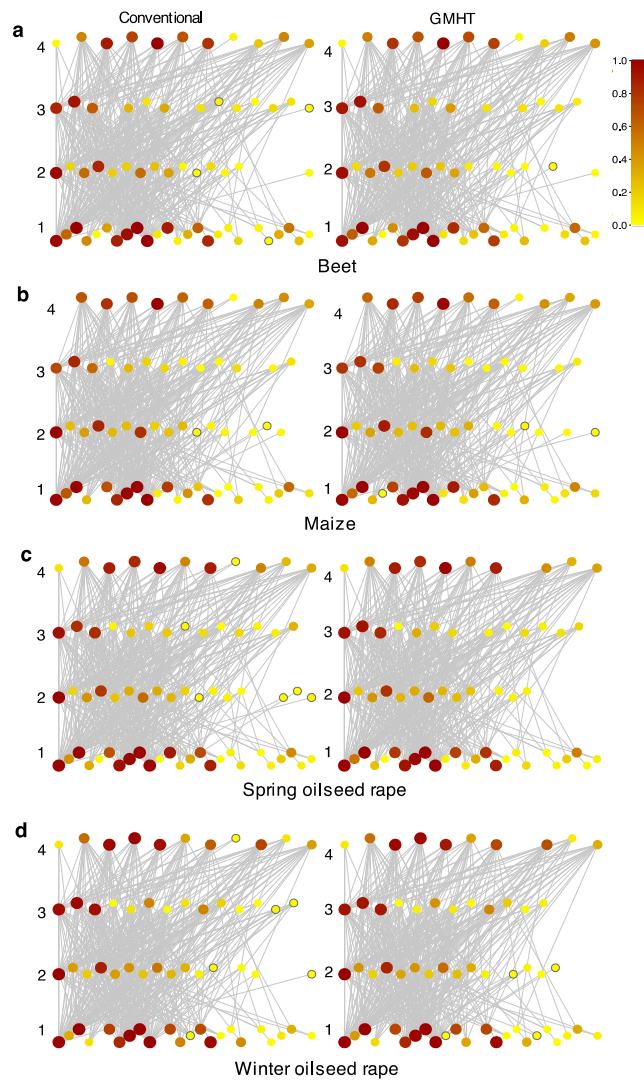 Conventional GMHT
a
4 4
3 3
2 2
1 1
1.0
0.8
0.6
0.4
0.2
0.0
Beet
b
4 4
3 3
2 2
1 1
Maize
c
4 4
3 3
2 2
1 1
Spring oilseed rape
d
4 4
3 3
2 2
1 1
Winter oilseed rape